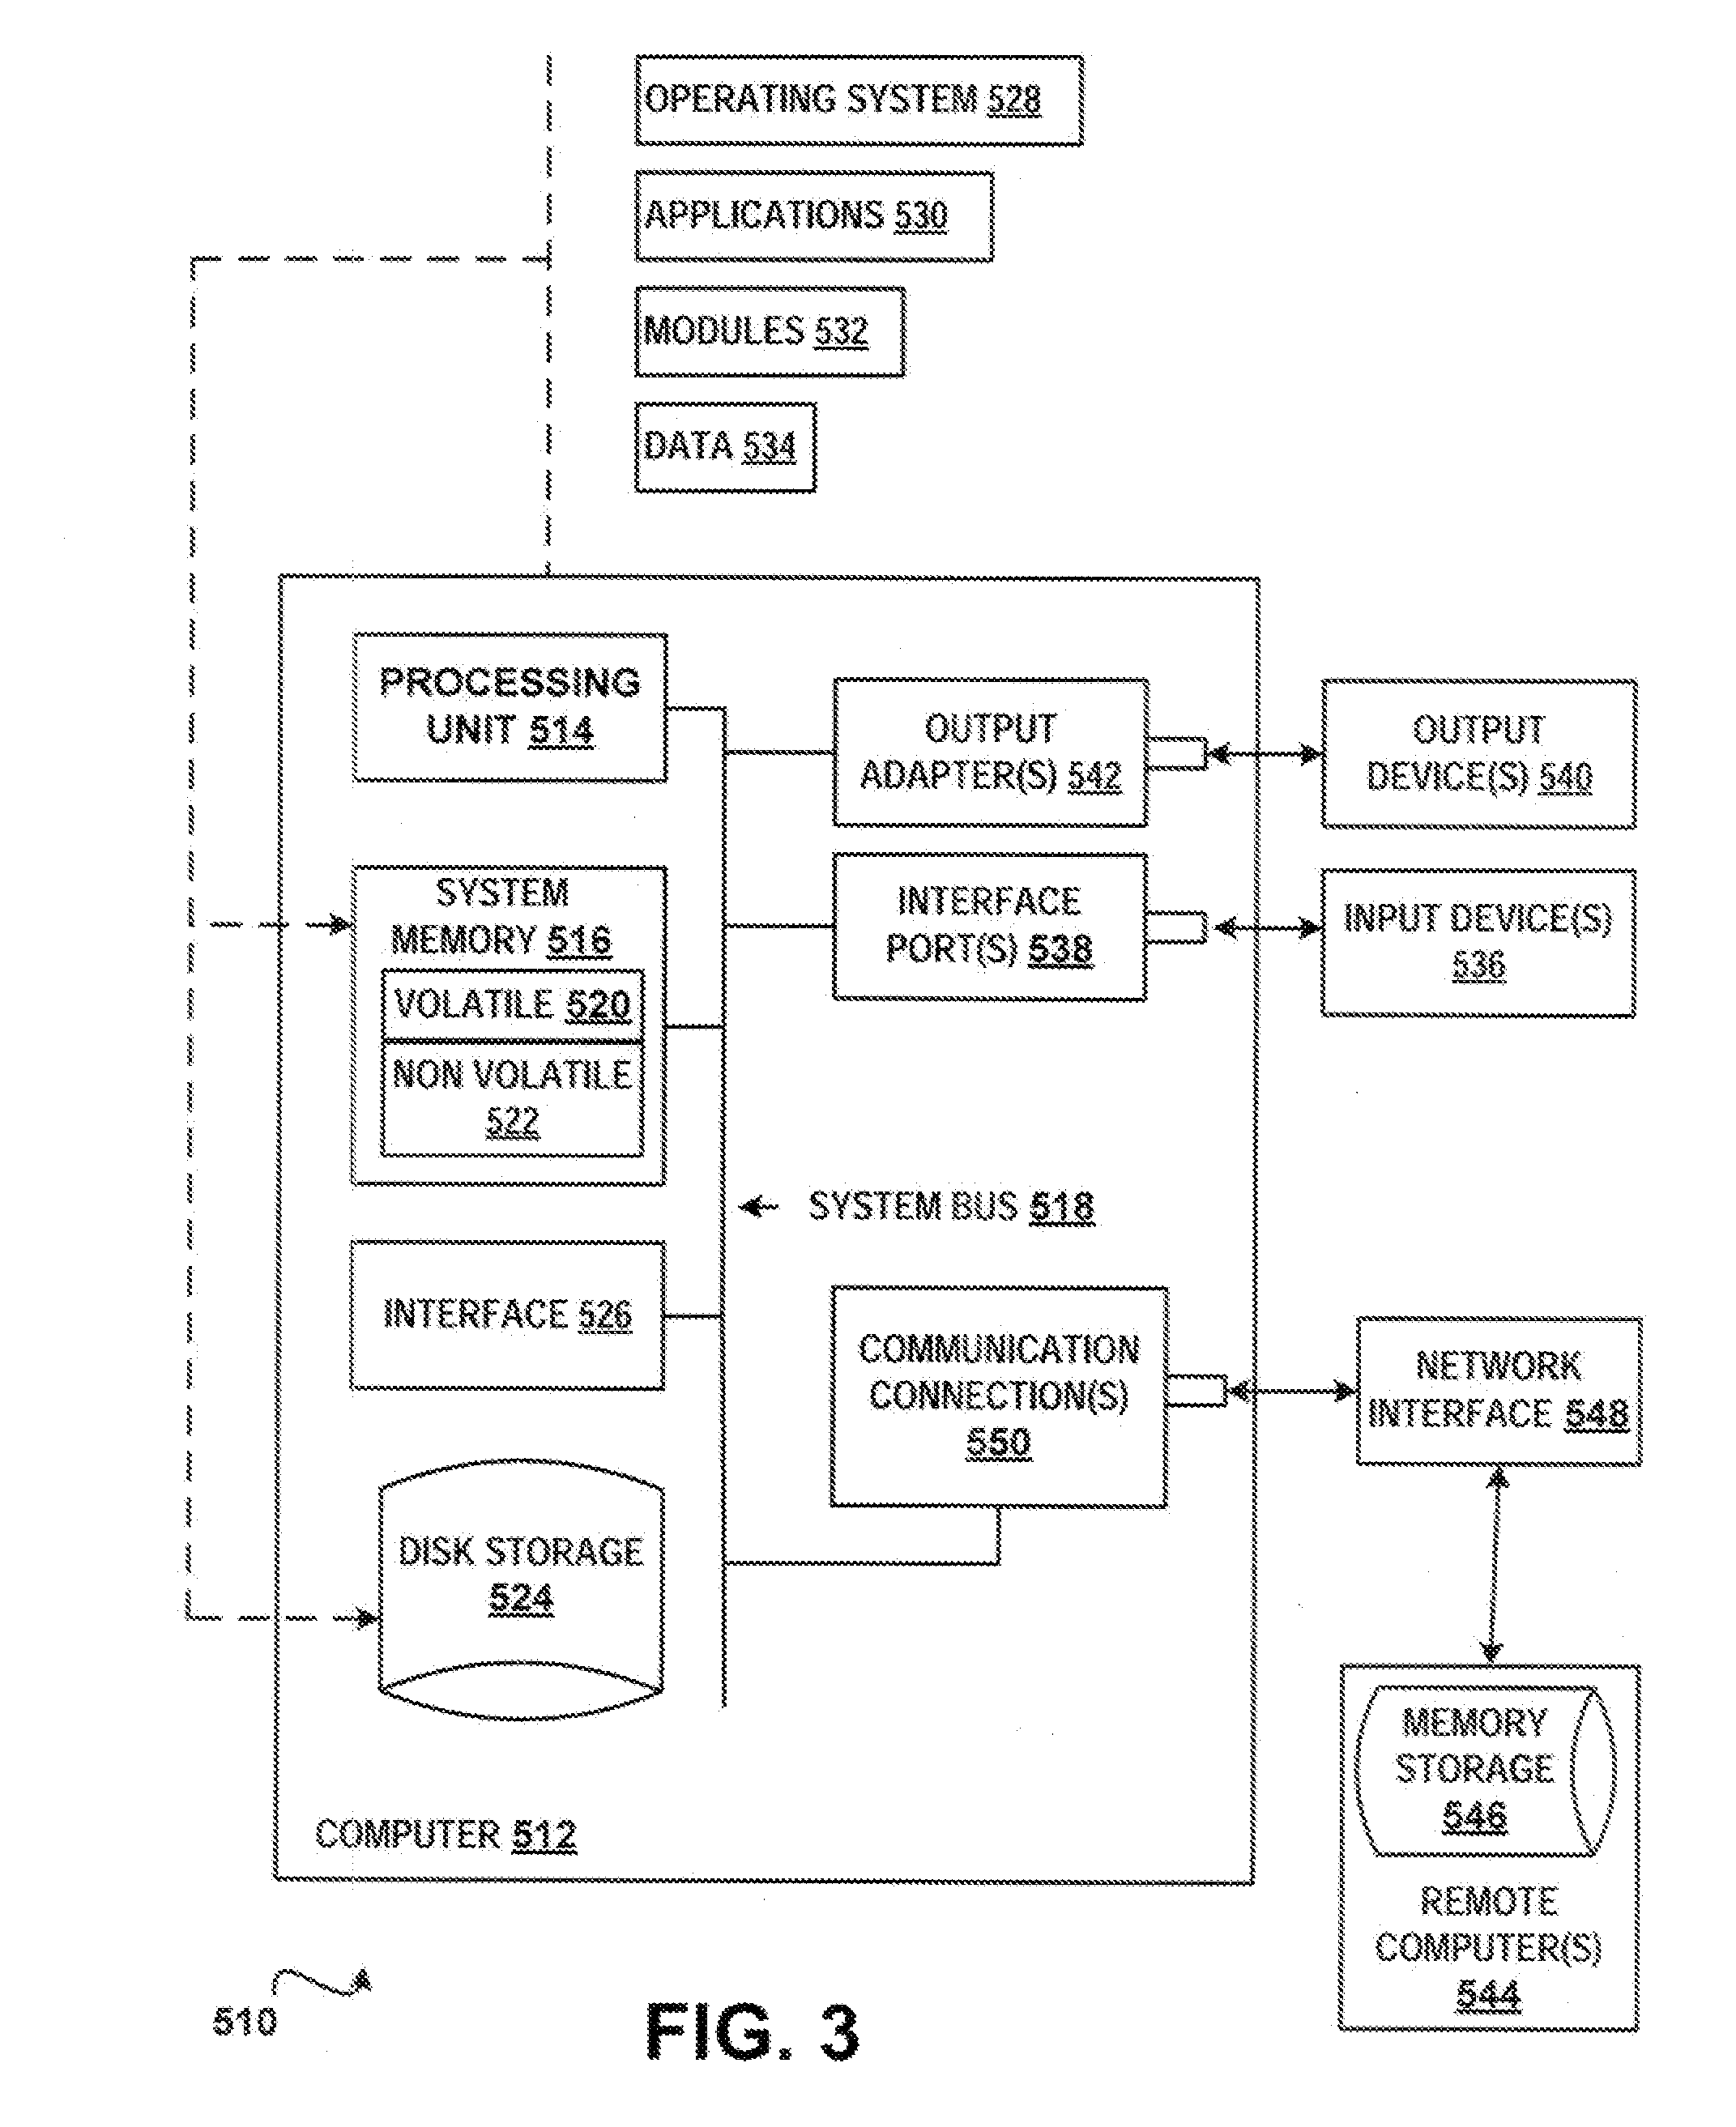 OPERATING SYSTEM 528
APPLICATIONS 530
MODULES 532
DATA 534
PROCESSING
UNIT 514
OUTPUT
ADAPTER(S) 542
OUTPUT
DEVICE(S) 540
SYSTEM
MEMORY 516
VOLATILE 520
NON VOLATILE
522
INTERFACE
PORT(S) 538
INPUT DEVICE(S)
536
SYSTEM BUS 518
INTERFACE 526
COMMUNICATION
CONNECTION(S)
550
NETWORK
INTERFACE 548
DISK STORAGE
524
MEMORY
STORAGE
546
REMOTE
COMPUTER(S)
544
COMPUTER 512
510
FIG. 3